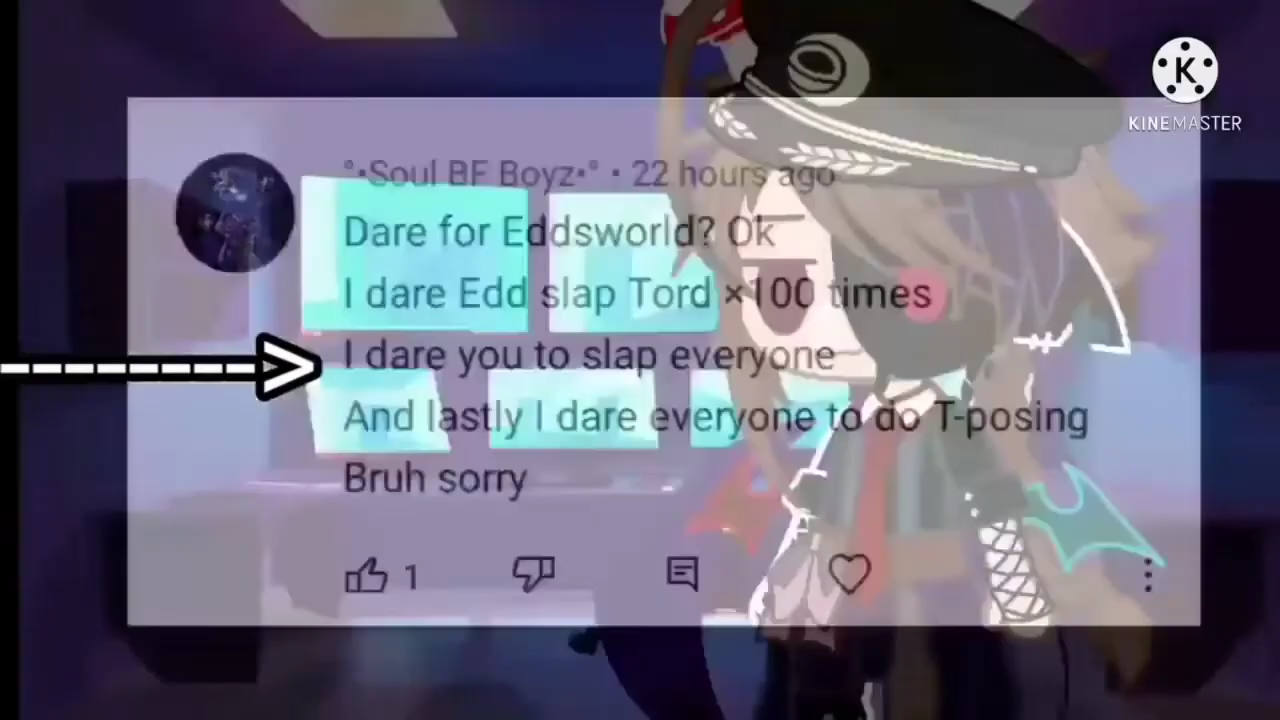 K
KINEMASTER
°•Soul BF Boyz•° • 22 hours ago
Dare for Eddsworld? Ok
I dare Edd slap Tord ×100 times
I dare you to slap everyone
And lastly I dare everyone to do T-posing
Bruh sorry
1